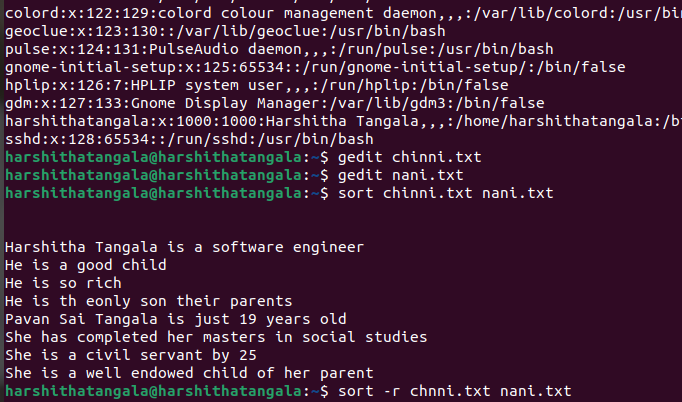 colord:x:122:129:colord colour management daemon,,,:/var/lib/colord:/usr/bin
geoclue:x:123:130::/var/lib/geoclue:/usr/bin/bash
pulse:x:124:131:PulseAudio daemon,,,:/run/pulse:/usr/bin/bash
gnome-initial-setup:x:125:65534::/run/gnome-initial-setup/:/bin/false
hplip:x:126:7:HPLIP system user,,,:/run/hplip:/bin/false
gdm:x:127:133:Gnome Display Manager:/var/lib/gdm3:/bin/false
harshithatangala:x:1000:1000:Harshitha Tangala,,,:/home/harshithatangala:/b
sshd:x:128:65534::/run/sshd:/usr/bin/bash
harshithatangala@harshithatangala:~$ gedit chinni.txt
harshithatangala@harshithatangala:~$ gedit nani.txt
harshithatangala@harshithatangala:~$ sort chinni.txt nani.txt
Harshitha Tangala is a software engineer
He is a good child
He is so rich
He is th eonly son their parents
Pavan Sai Tangala is just 19 years old
She has completed her masters in social studies
She is a civil servant by 25
She is a well endowed child of her parent
harshithatangala@harshithatangala:~$ sort -r chnni.txt nani.txt